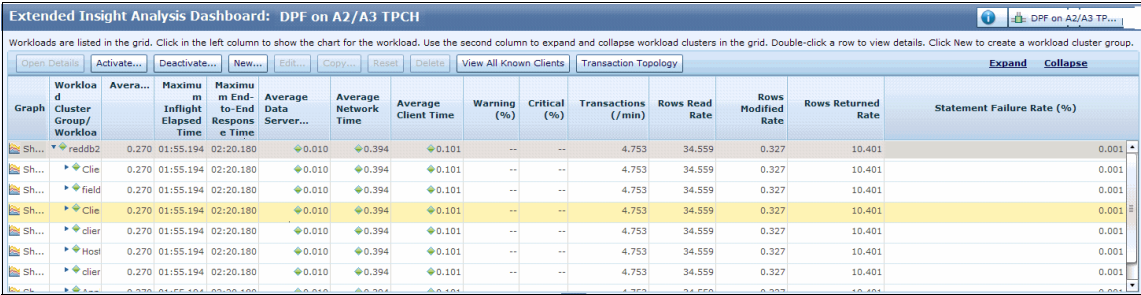 Extended Insight Analysis Dashboard: DPF on A2/A3 TPCH DPF on A2/A3 TP...
Workloads are listed in the grid. Click in the left column to show the chart for the workload. Use the second column to expand and collapse workload clusters in the grid. Double-click a row to view details. Click New to create a workload cluster group.
Open Details Activate... Deactivate... New... Edit... Copy... Reset Delete View All Known Clients Transaction Topology Expand Collapse
Graph Workloa d Cluster Group/ Workloa Avera... Maximu m Inflight Elapsed Time Maximu m End- to-End Respons e Time Average Data Server... Average Network Time Average Client Time Warning (%) Critical (%) Transactions (/min) Rows Read Rate Rows Modified Rate Rows Returned Rate Statement Failure Rate (%)
Sh... reddb2 0.270 01:55.194 02:20.180 0.010 0.394 0.101 -- -- 4.753 34.559 0.327 10.401 0.001
Sh... Clie 0.270 01:55.194 02:20.180 0.010 0.394 0.101 -- -- 4.753 34.559 0.327 10.401 0.001
Sh... field 0.270 01:55.194 02:20.180 0.010 0.394 0.101 -- -- 4.753 34.559 0.327 10.401 0.001
Sh... Clie 0.270 01:55.194 02:20.180 0.010 0.394 0.101 -- -- 4.753 34.559 0.327 10.401 0.001
Sh... clier 0.270 01:55.194 02:20.180 0.010 0.394 0.101 -- -- 4.753 34.559 0.327 10.401 0.001
Sh... Host 0.270 01:55.194 02:20.180 0.010 0.394 0.101 -- -- 4.753 34.559 0.327 10.401 0.001
Sh... clier 0.270 01:55.194 02:20.180 0.010 0.394 0.101 -- -- 4.753 34.559 0.327 10.401 0.001